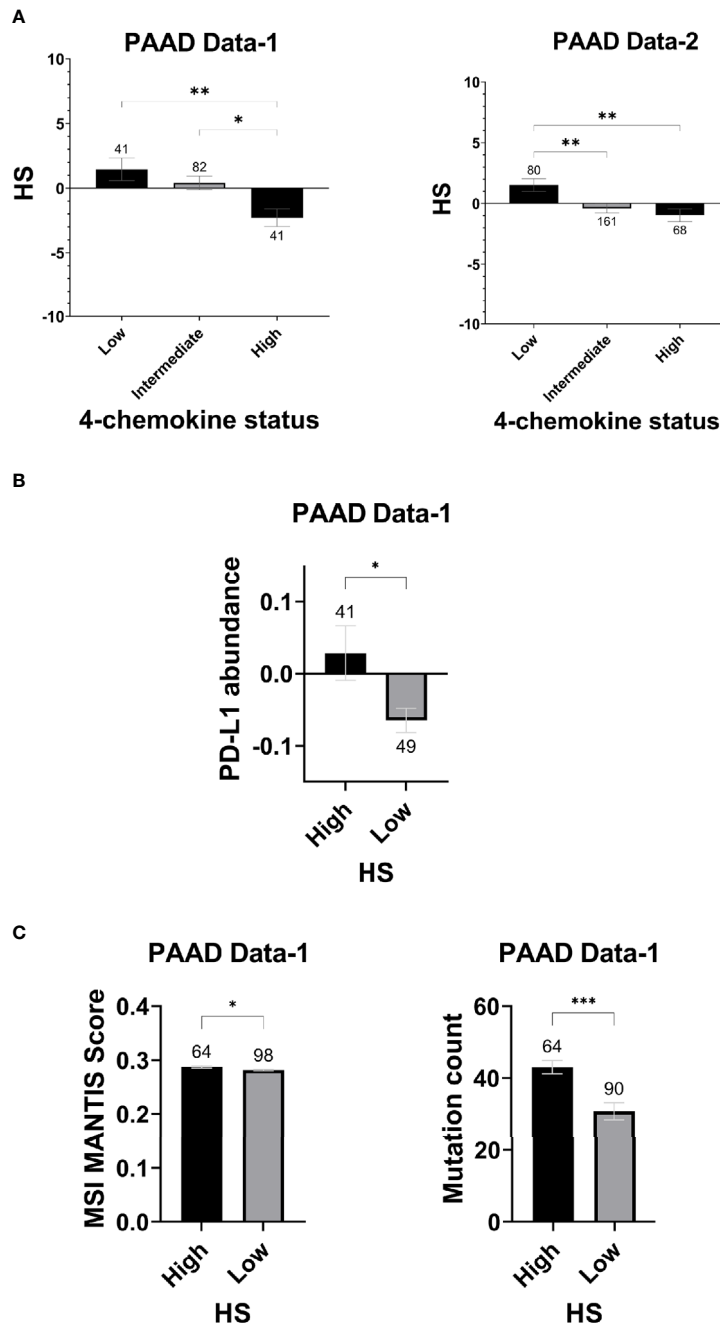 A
PAAD Data-1
10
5
0
-5
-10
HS
**
*
41
82
41
Low
Intermediate
High
4-chemokine status
PAAD Data-2
10
5
0
-5
-10
HS
**
**
80
161
68
Low
Intermediate
High
4-chemokine status
B
PAAD Data-1
PD-L1 abundance
0.1
0.0
-0.1
*
41
49
High
Low
HS
C
PAAD Data-1
MSI MANTIS Score
0.4
0.3
0.2
0.1
0.0
*
64
98
High
Low
HS
PAAD Data-1
Mutation count
60
40
20
0
***
64
90
High
Low
HS